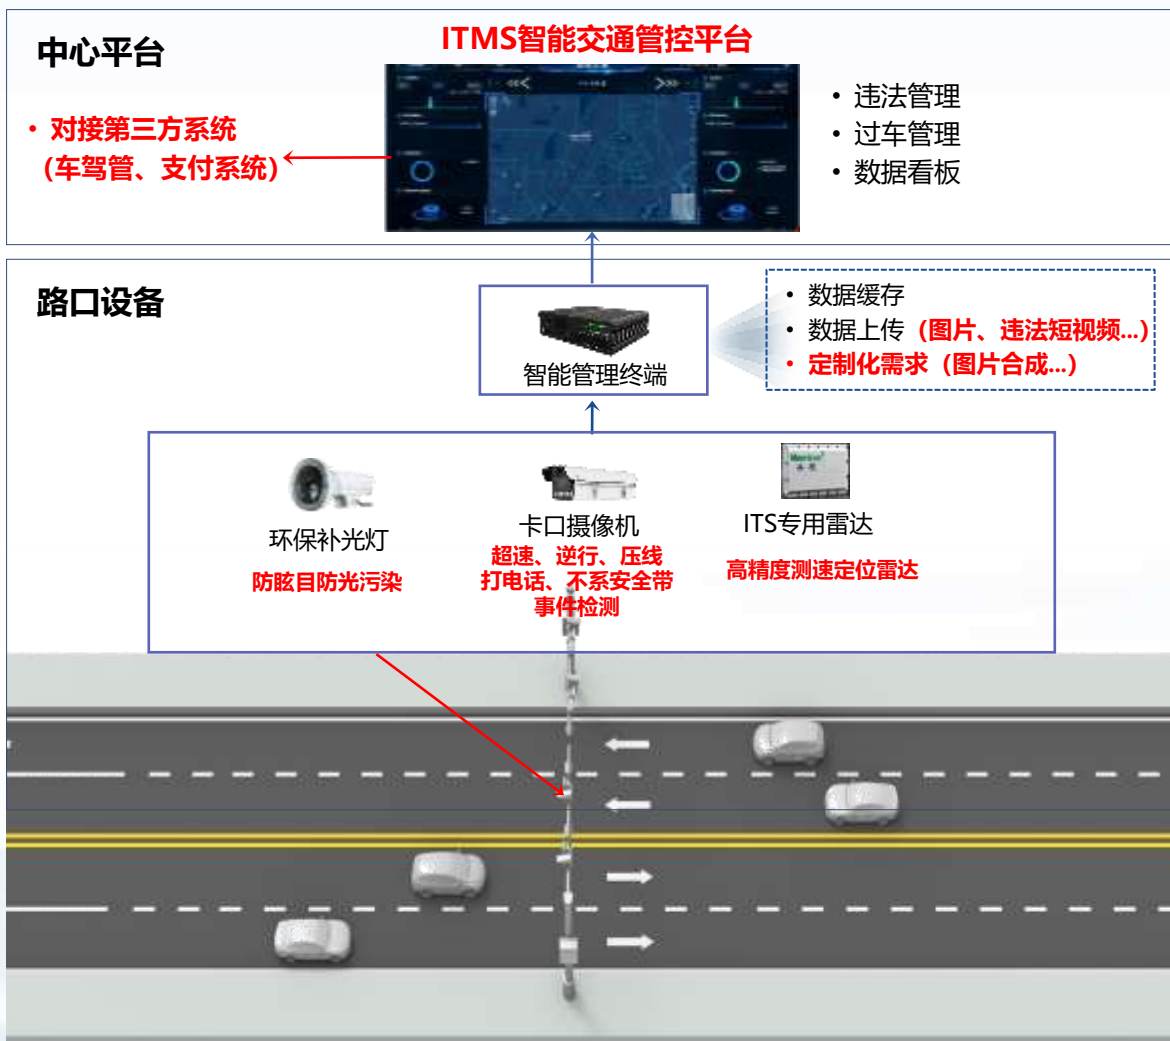 中心平台
ITMS智能交通管控平台
• 对接第三方系统
（车驾管、支付系统）
• 违法管理
• 过车管理
• 数据看板
路口设备
智能管理终端
• 数据缓存
• 数据上传（图片、违法短视频...）
• 定制化需求（图片合成...）
环保补光灯
防眩目防光污染
卡口摄像机
超速、逆行、压线
打电话、不系安全带
事件检测
ITS专用雷达
高精度测速定位雷达